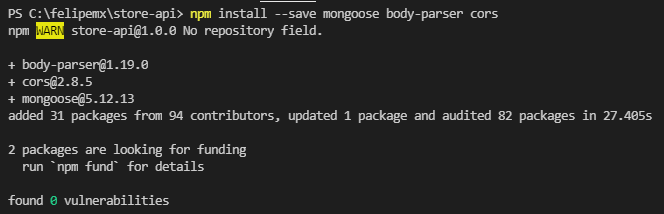 PS C:\felipemx\store-api> npm install --save mongoose body-parser cors
npm WARN store-api@1.0.0 No repository field.
+ body-parser@1.19.0
+ cors@2.8.5
+ mongoose@5.12.13
added 31 packages from 94 contributors, updated 1 package and audited 82 packages in 27.405s
2 packages are looking for funding
  run `npm fund` for details
found 0 vulnerabilities